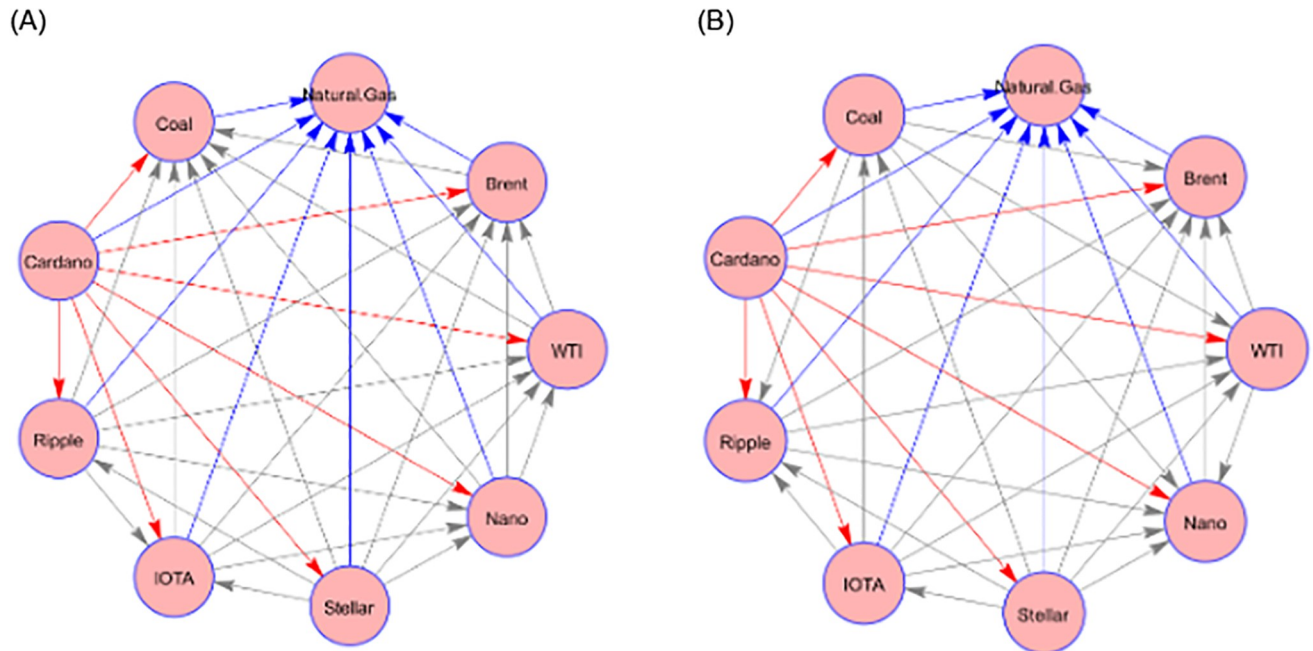 (A)
(B)
Natural.Gas
Coal
Brent
Cardano
WTI
Ripple
Nano
IOTA
Stellar
Natural.Gas
Coal
Brent
Cardano
WTI
Ripple
Nano
IOTA
Stellar